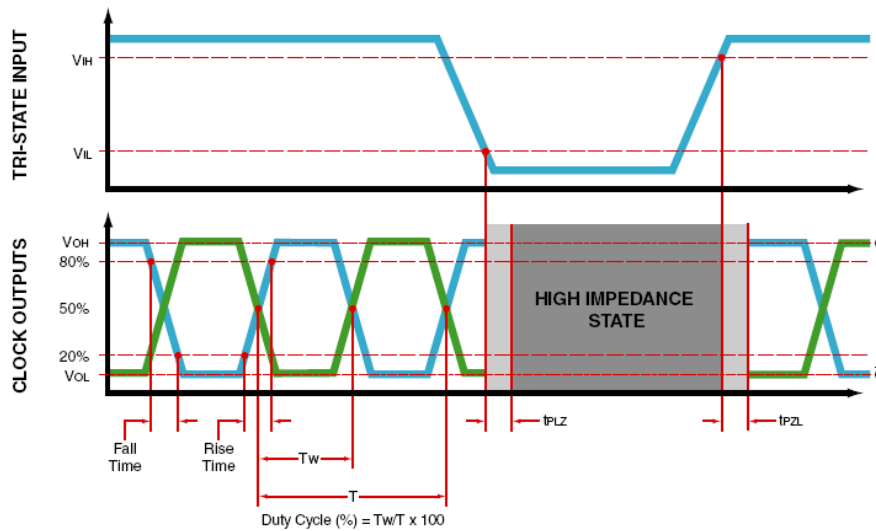 TRI-STATE INPUT
VIH
VIL
CLOCK OUTPUTS
VOH
80%
50%
20%
VOL
HIGH IMPEDANCE
STATE
Fall
Time
Rise
Time
tPLZ
tPZL
Tw
T
Duty Cycle (%) = Tw/T x 100